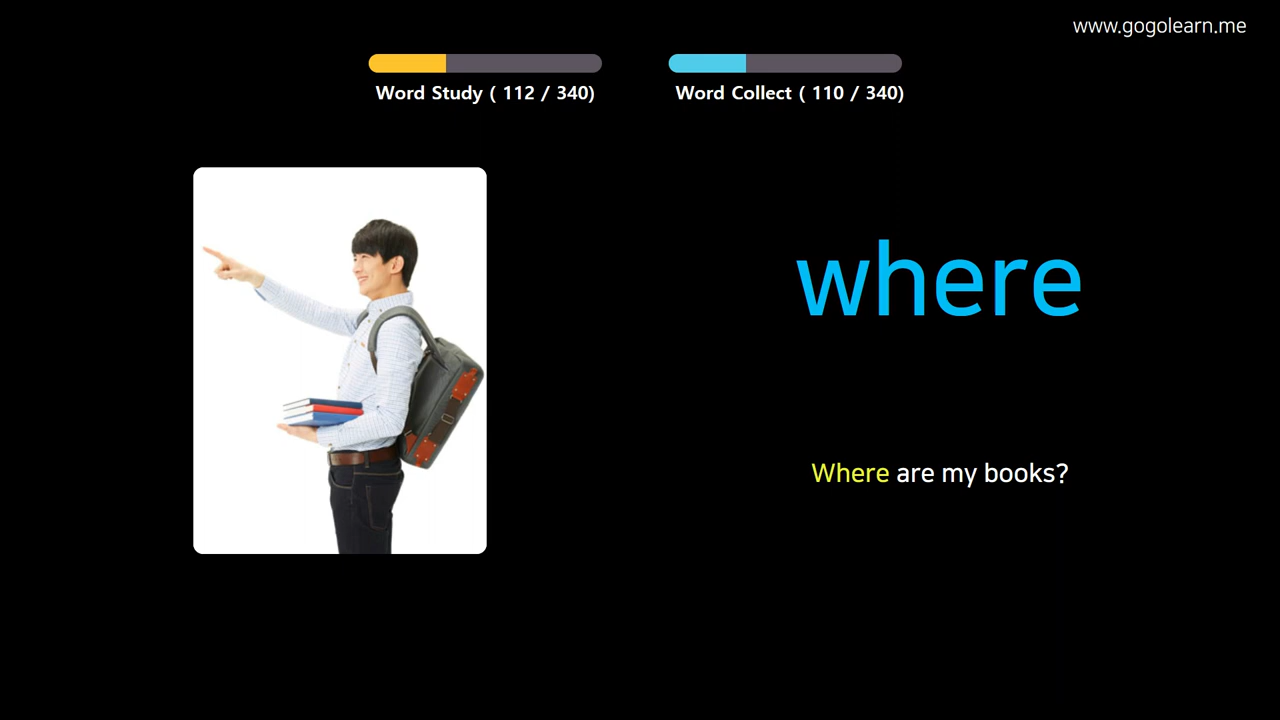 www.gogolearn.me
Word Study ( 112 / 340)
Word Collect ( 110 / 340)
where
Where are my books?